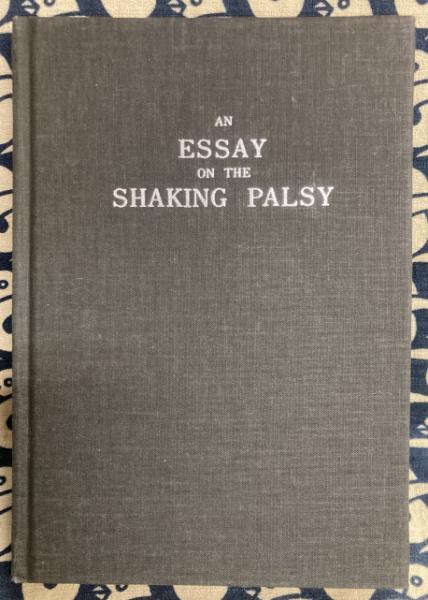 AN
ESSAY
ON THE
SHAKING PALSY